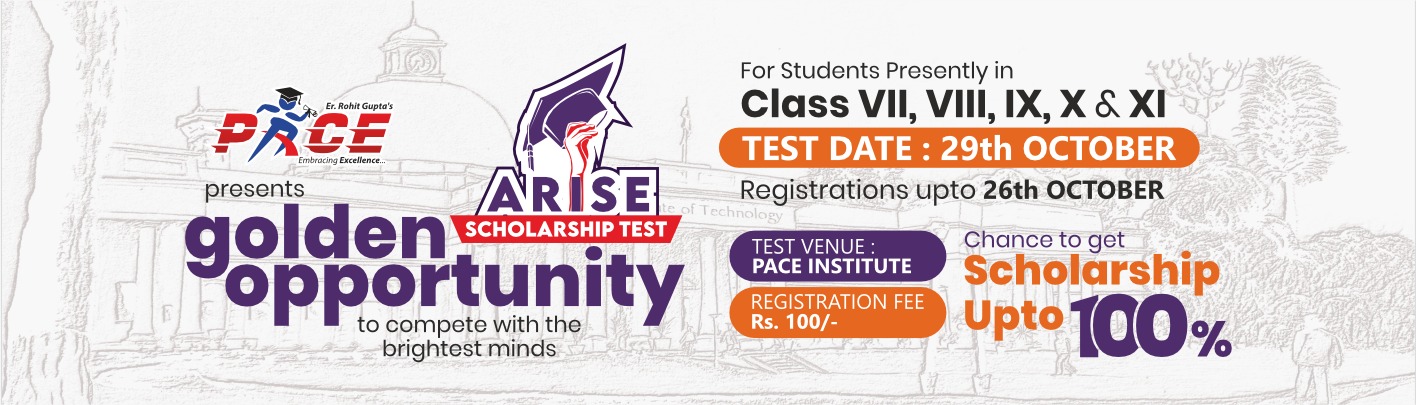 Er. Rohit Gupta's
PACE
Embracing Excellence...
presents
golden
opportunity
to compete with the
brightest minds
ARISE
SCHOLARSHIP TEST
For Students Presently in
Class VII, VIII, IX, X & XI
TEST DATE : 29th OCTOBER
Registrations upto 26th OCTOBER
of Technology
TEST VENUE :
PACE INSTITUTE
REGISTRATION FEE
Rs. 100/-
Chance to get
Scholarship
Upto 100%